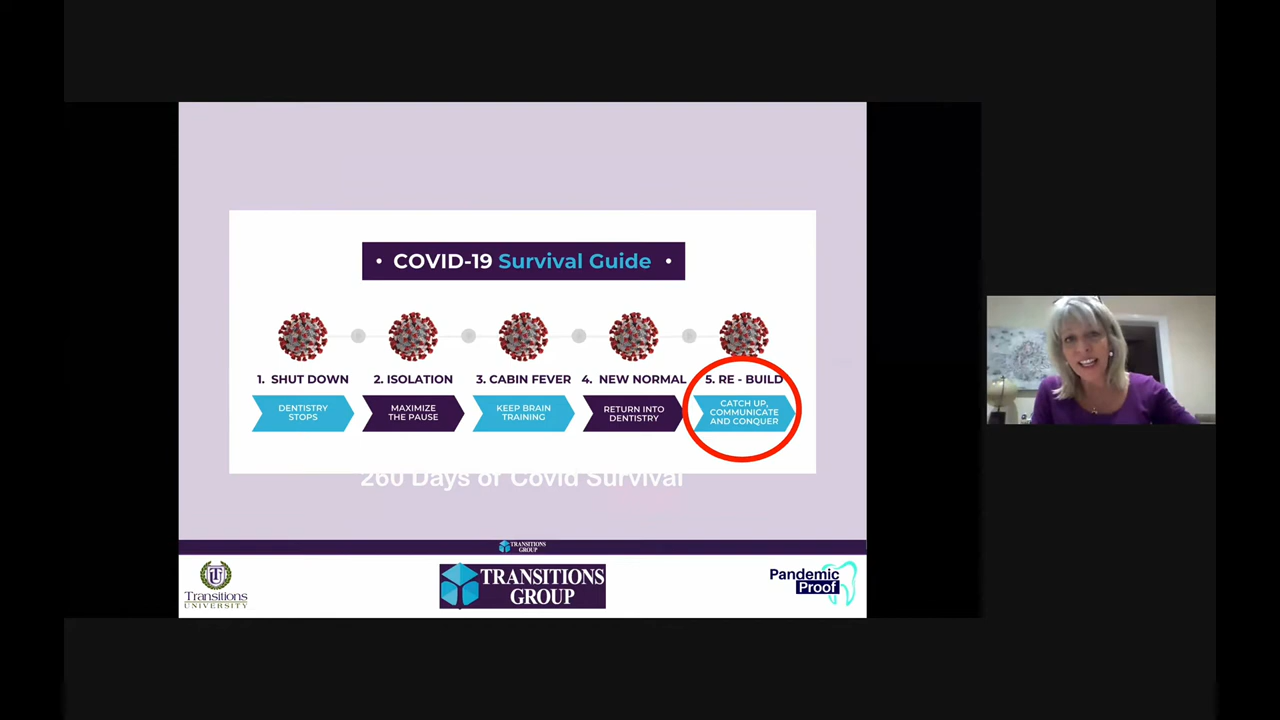 • COVID-19 Survival Guide •
1. SHUT DOWN
DENTISTRY
STOPS
2. ISOLATION
MAXIMIZE
THE PAUSE
3. CABIN FEVER
KEEP BRAIN
TRAINING
4. NEW NORMAL
RETURN INTO
DENTISTRY
5. RE - BUILD
CATCH UP,
COMMUNICATE
AND CONQUER
260 Days of Covid Survival
TRANSITIONS
GROUP
Transitions
UNIVERSITY
TRANSITIONS
GROUP
Pandemic
Proof